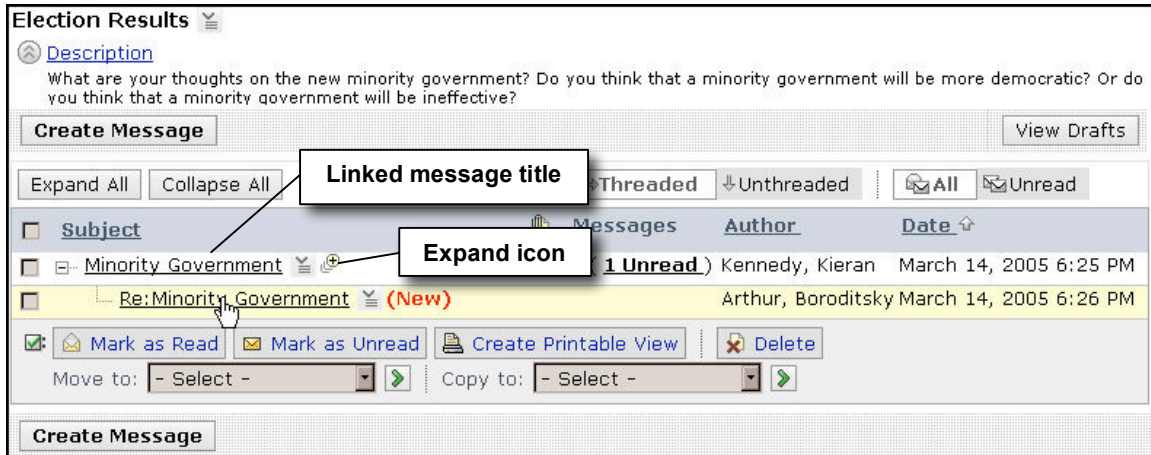 Election Results
Description
What are your thoughts on the new minority government? Do you think that a minority government will be more democratic? Or do
you think that a minority government will be ineffective?
Create Message View Drafts
Expand All Collapse All Linked message title Threaded Unthreaded All Unread
Subject Messages Author Date
Minority Government Expand icon ( 1 Unread ) Kennedy, Kieran March 14, 2005 6:25 PM
Re:Minority Government (New) Arthur, Boroditsky March 14, 2005 6:26 PM
Mark as Read Mark as Unread Create Printable View Delete
Move to: - Select - Copy to: - Select -
Create Message